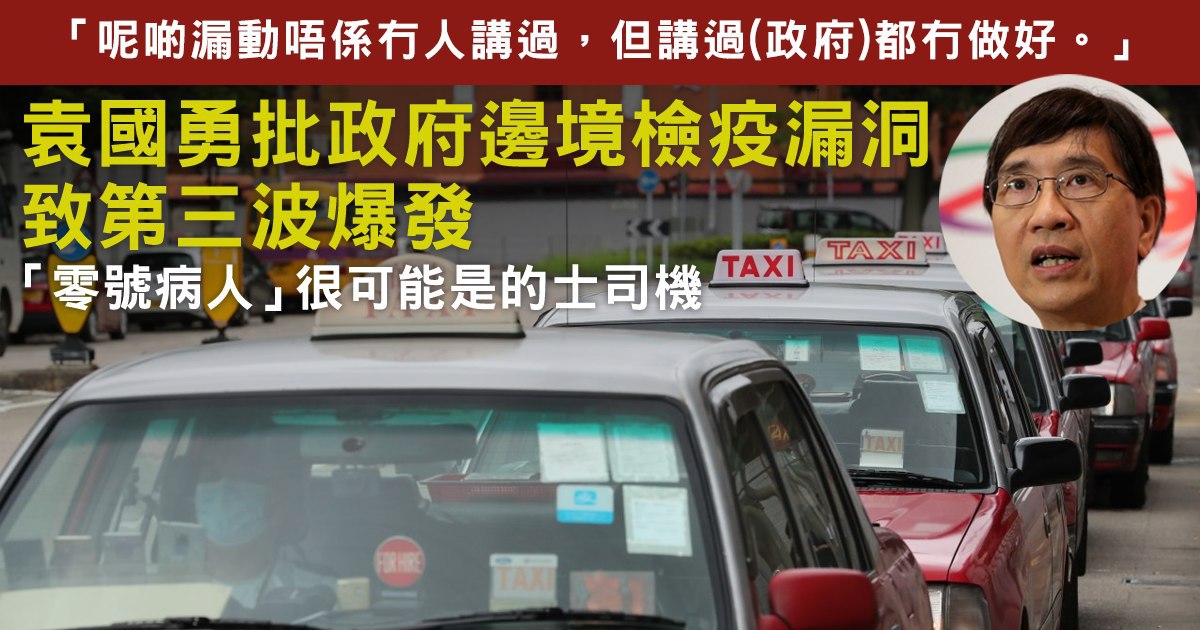 「呢啲漏動唔係冇人講過，但講過(政府)都冇做好。」
袁國勇批政府邊境檢疫漏洞
致第三波爆發
「零號病人」很可能是的士司機
TAXI
TAXI
TAXI
TAXI
FOR HIRE
TAXI